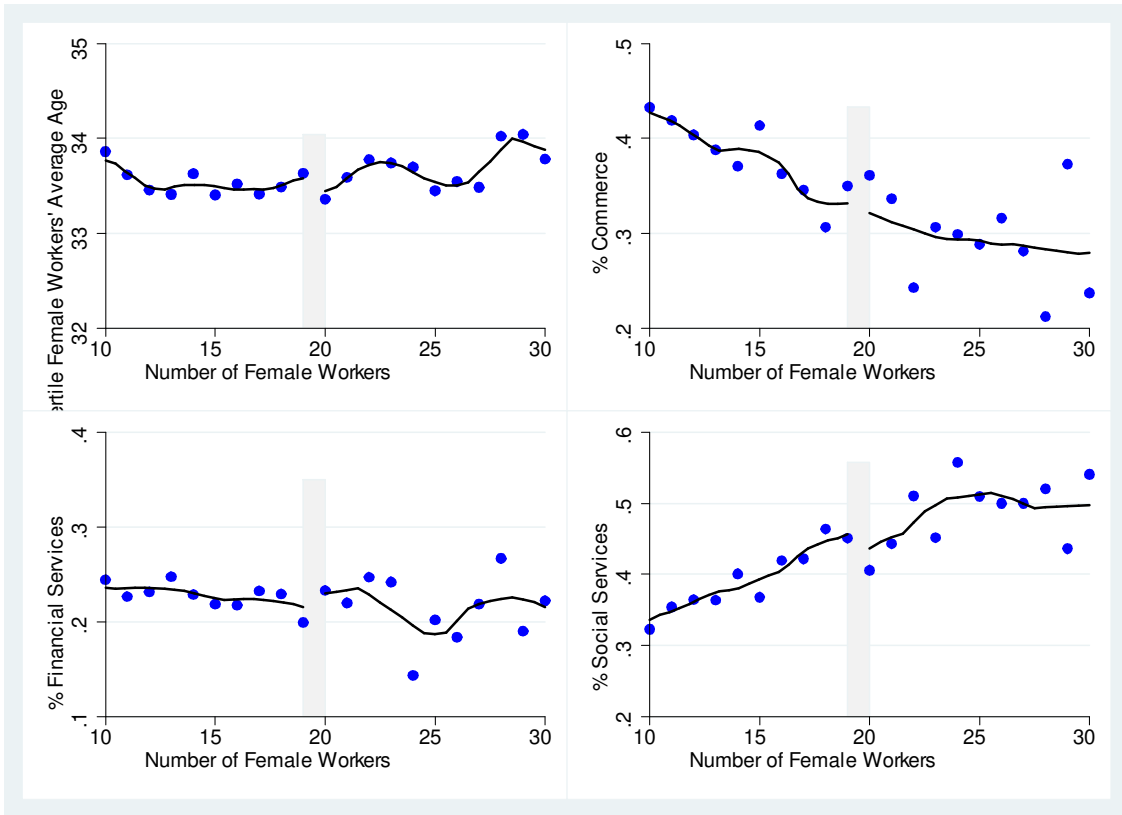 ertile Female Workers' Average Age
35
34
33
32
10 15 20 25 30
Number of Female Workers
% Commerce
.5
.4
.3
.2
10 15 20 25 30
Number of Female Workers
% Financial Services
.4
.3
.2
.1
10 15 20 25 30
Number of Female Workers
% Social Services
.6
.5
.4
.3
.2
10 15 20 25 30
Number of Female Workers